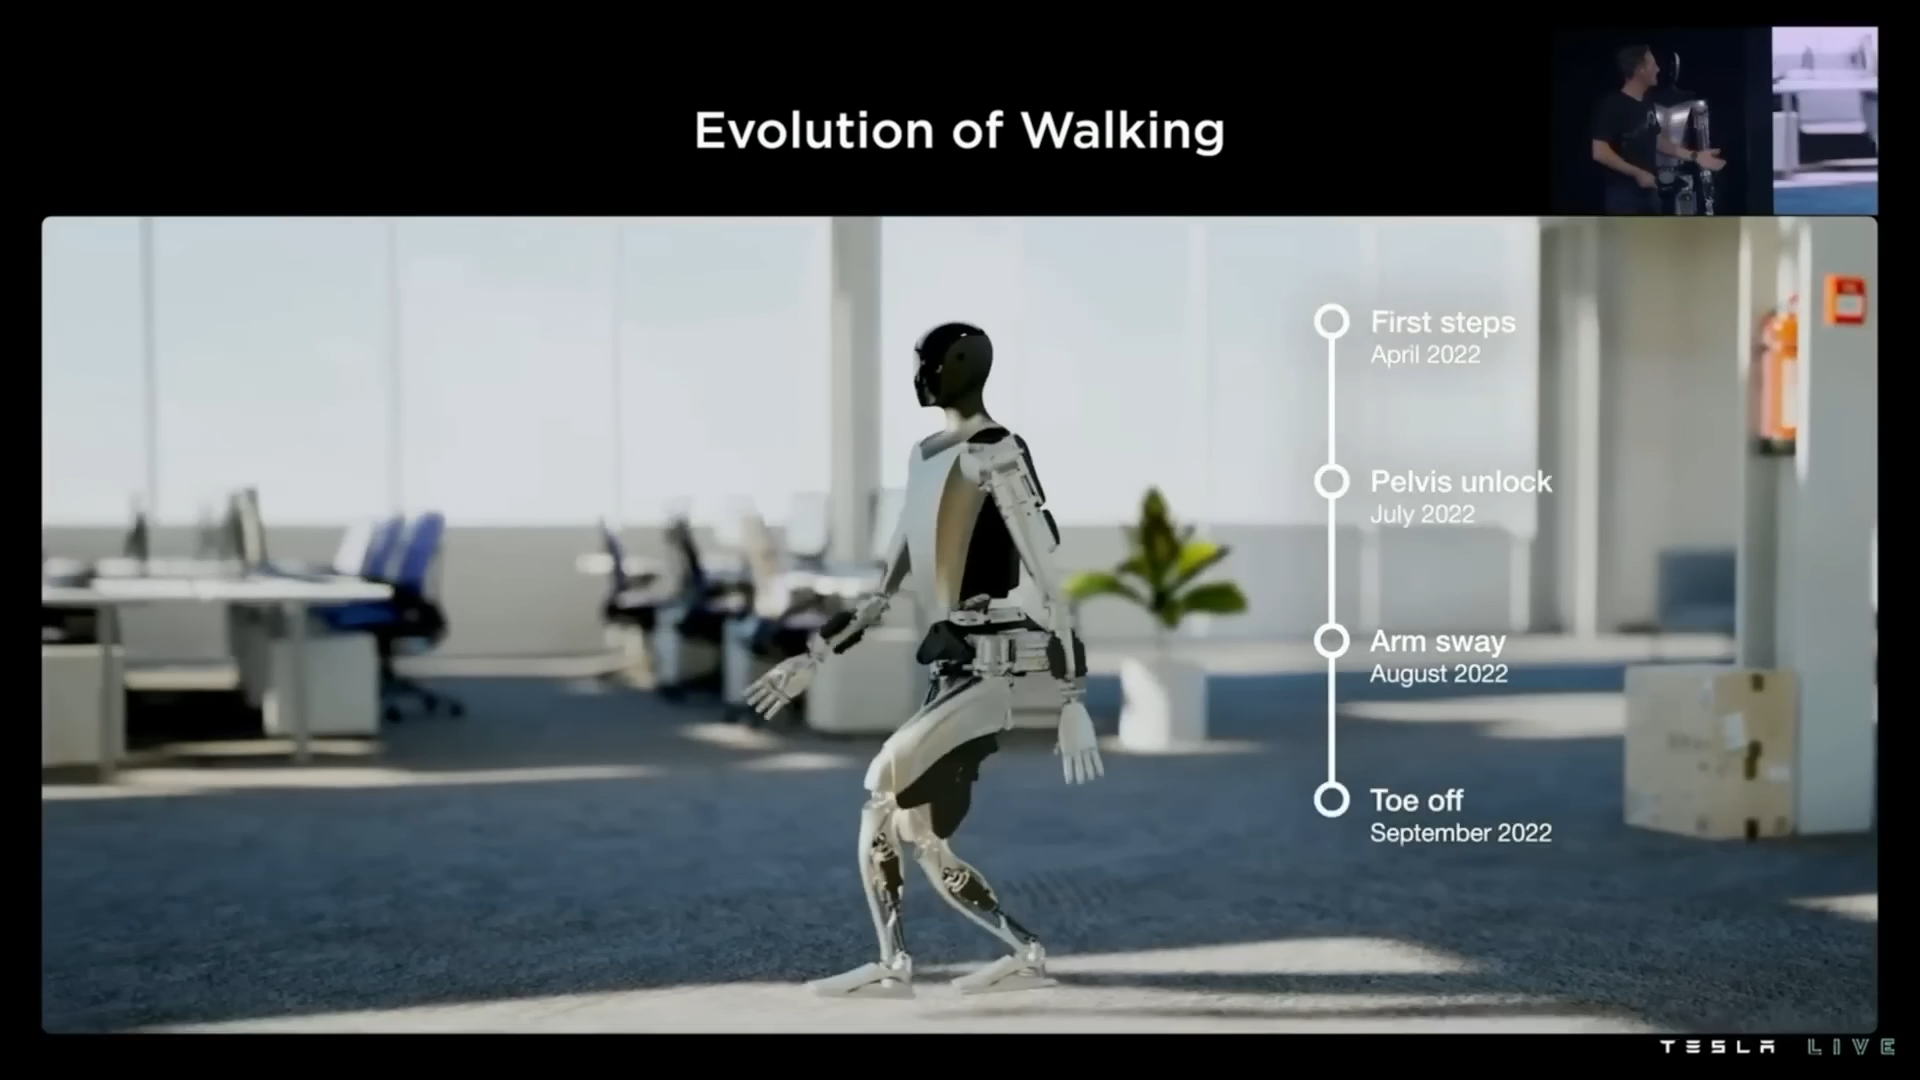 Evolution of Walking
First steps
April 2022
Pelvis unlock
July 2022
Arm sway
August 2022
Toe off
September 2022
TESLA LIVE